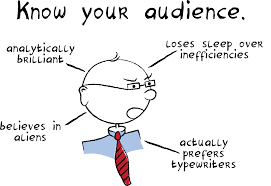 Know your audience.
analytically
brilliant
loses sleep over
inefficiencies
believes in
aliens
actually
prefers
typewriters